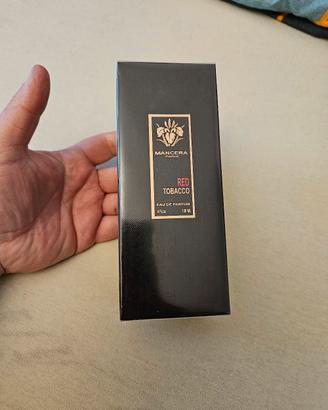 MANCERA
RED
TOBACCO
EAU DE PARFUM